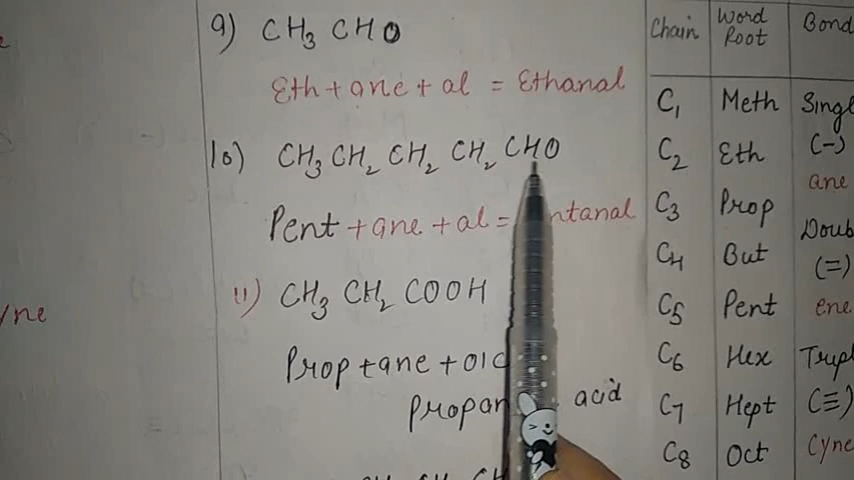 9) CH₃ CHO
Eth + ane + al = Ethanal
10) CH₃ CH₂ CH₂ CH₂ CHO
Pent + ane + al =
11) CH₃ CH₂ COOH
Prop + ane +
acid
Chain Word Root Bond
C₁ Meth
C₂ Eth (-)
ane
C₃ Prop
C₄ But (=)
C₅ Pent ene
C₆ Hex
C₇ Hept (≡)
C₈ Oct Cyne
yne